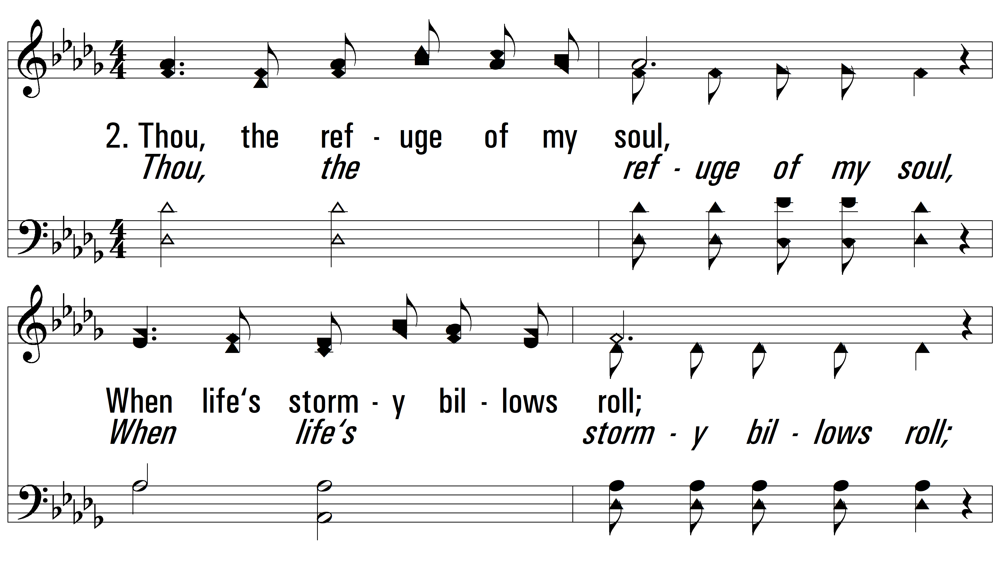 2. Thou, the ref - uge of my soul,
Thou, the ref - uge of my soul,
When life‘s storm - y bil - lows roll;
When life‘s storm - y bil - lows roll;